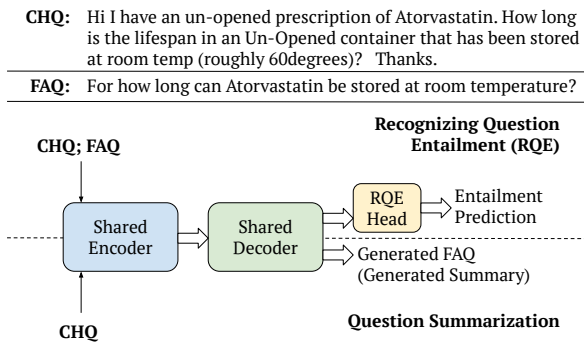 CHQ: Hi I have an un-opened prescription of Atorvastatin. How long
is the lifespan in an Un-Opened container that has been stored
at room temp (roughly 60degrees)? Thanks.
FAQ: For how long can Atorvastatin be stored at room temperature?
Recognizing Question
Entailment (RQE)
CHQ; FAQ
Shared
Encoder
Shared
Decoder
RQE
Head
Entailment
Prediction
Generated FAQ
(Generated Summary)
CHQ
Question Summarization